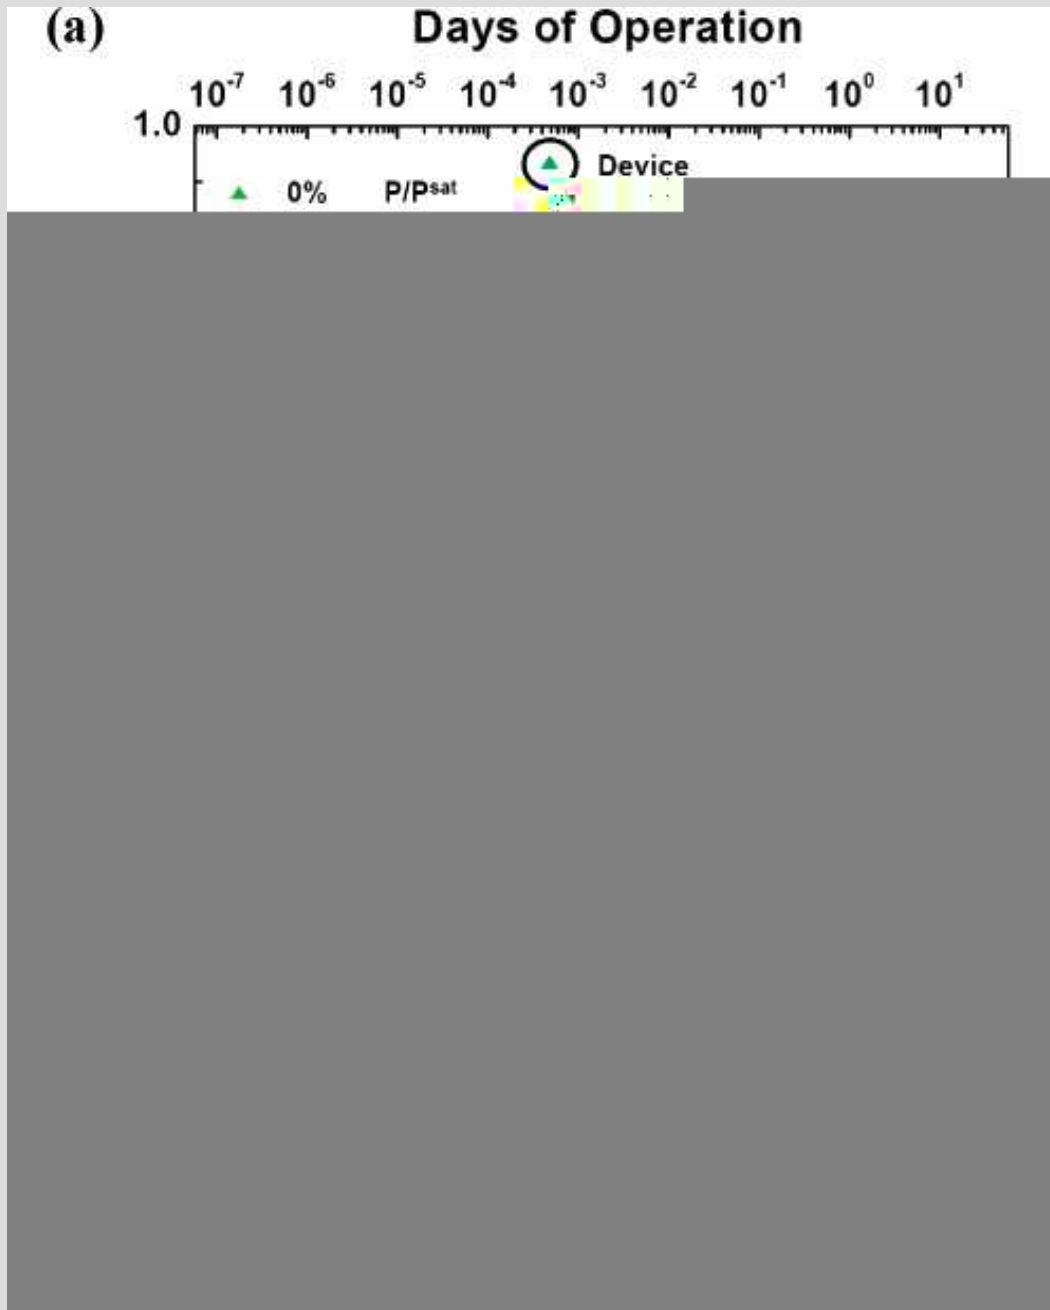 (a) Days of Operation
10⁻⁷ 10⁻⁶ 10⁻⁵ 10⁻⁴ 10⁻³ 10⁻² 10⁻¹ 10⁰ 10¹
1.0
Device
0% P/Pˢᵃᵗ